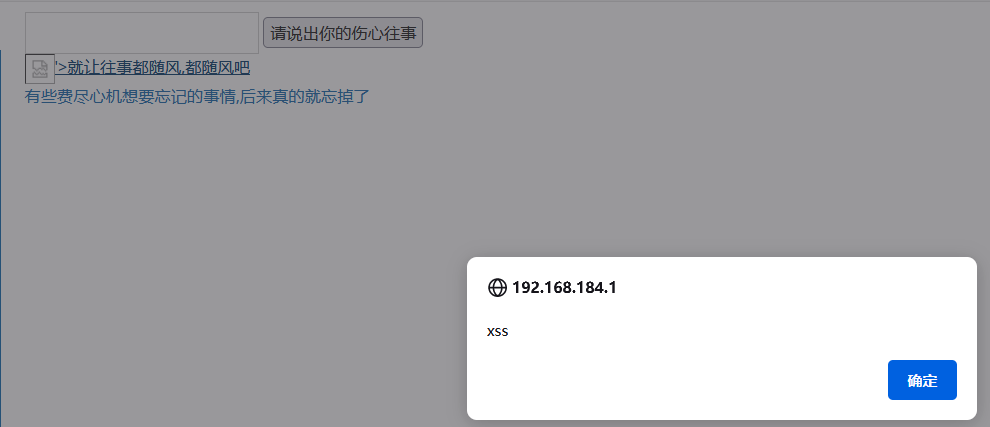 请说出你的伤心往事
'>就让往事都随风,都随风吧
有些费尽心机想要忘记的事情,后来真的就忘掉了
192.168.184.1
xss
确定